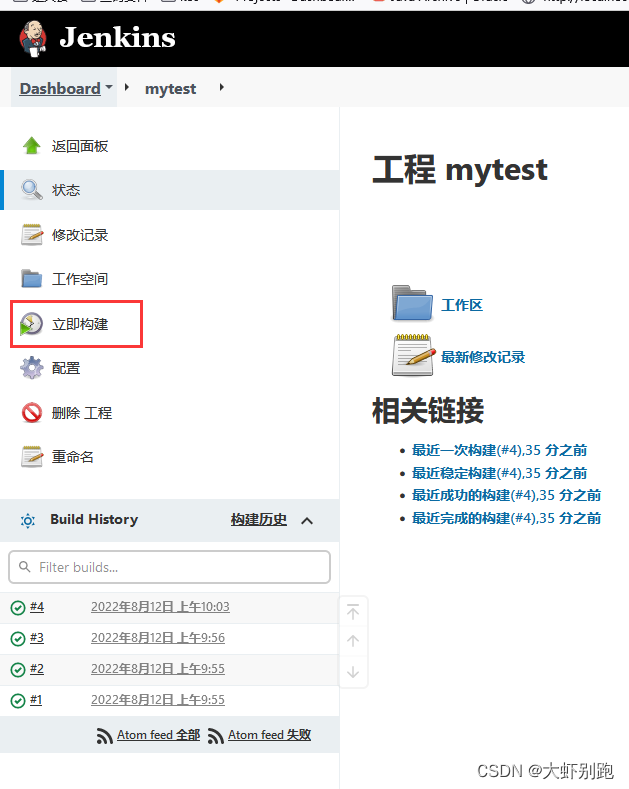 Jenkins
Dashboard
mytest
返回面板
状态
修改记录
工作空间
立即构建
配置
删除 工程
重命名
Build History
构建历史
Filter builds...
#4 2022年8月12日 上午10:03
#3 2022年8月12日 上午9:56
#2 2022年8月12日 上午9:55
#1 2022年8月12日 上午9:55
Atom feed 全部
Atom feed 失败
工程 mytest
工作区
最新修改记录
相关链接
最近一次构建(#4),35 分之前
最近稳定构建(#4),35 分之前
最近成功的构建(#4),35 分之前
最近完成的构建(#4),35 分之前
CSDN @大虾别跑